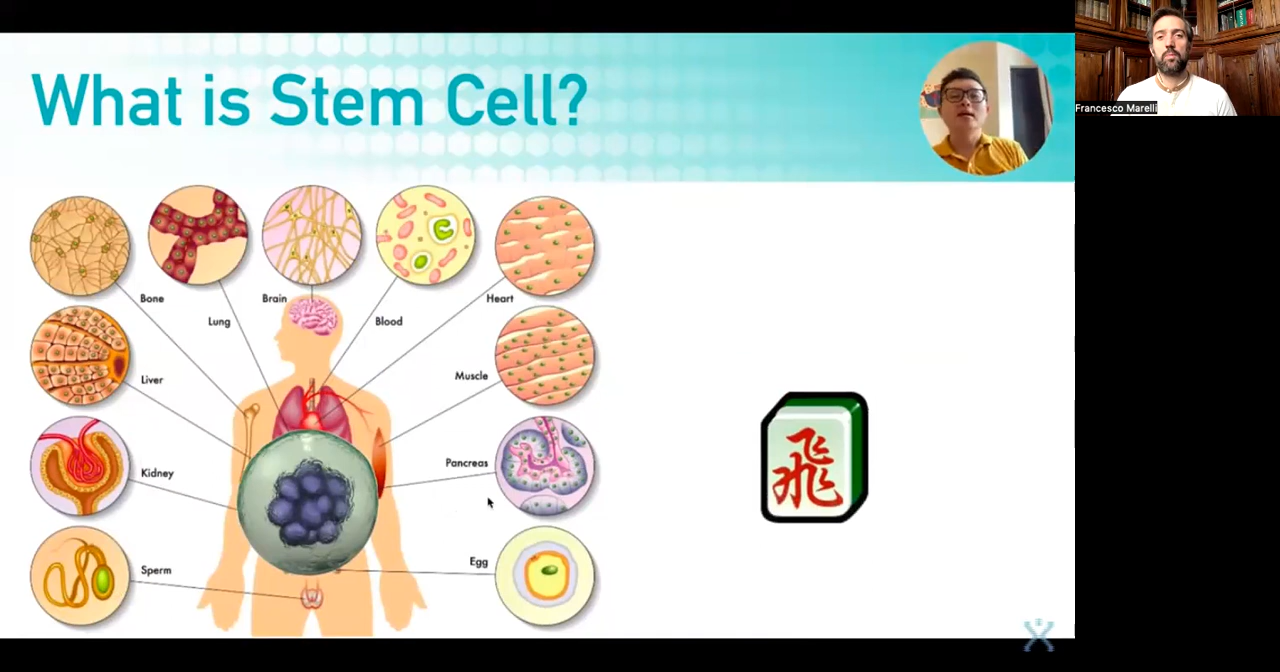 What is Stem Cell?
Francesco Marelli
Bone
Lung
Brain
Blood
Heart
Liver
Muscle
Kidney
Pancreas
Sperm
Egg
飛